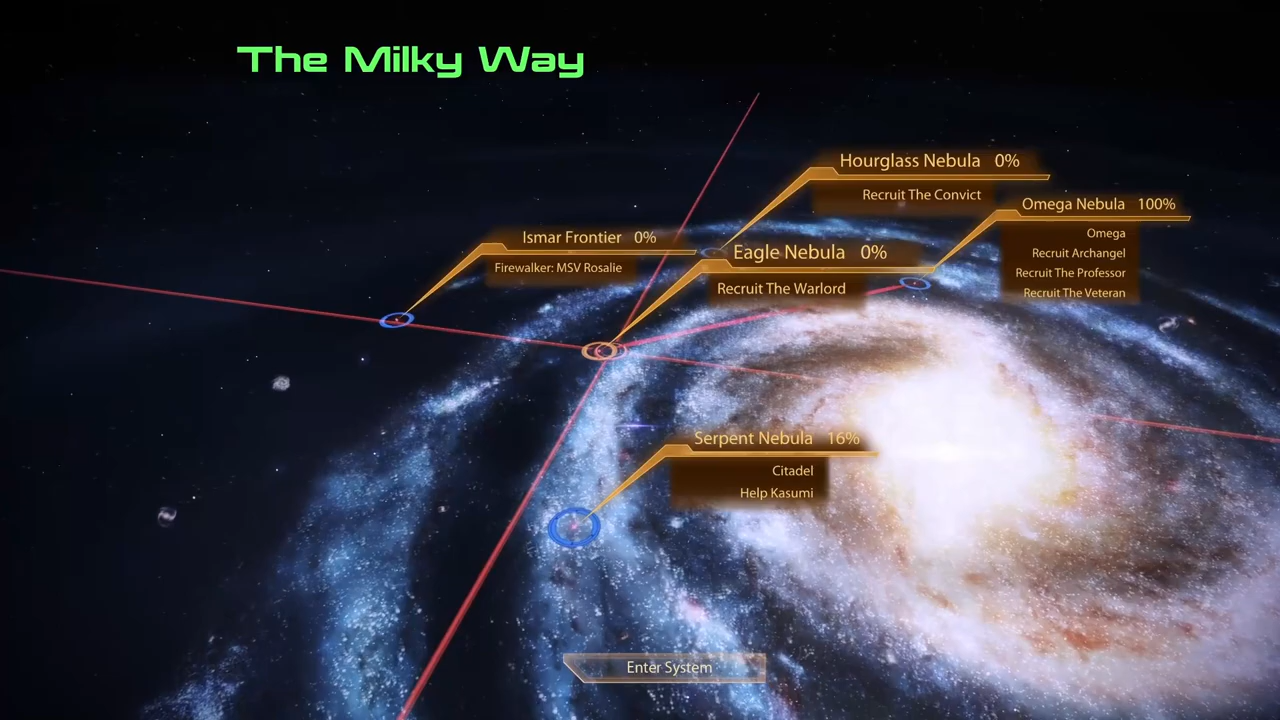 The Milky Way
Hourglass Nebula 0%
Recruit The Convict
Omega Nebula 100%
Omega
Recruit Archangel
Recruit The Professor
Recruit The Veteran
Ismar Frontier 0%
Firewalker: MSV Rosalie
Eagle Nebula 0%
Recruit The Warlord
Serpent Nebula 16%
Citadel
Help Kasumi
Enter System